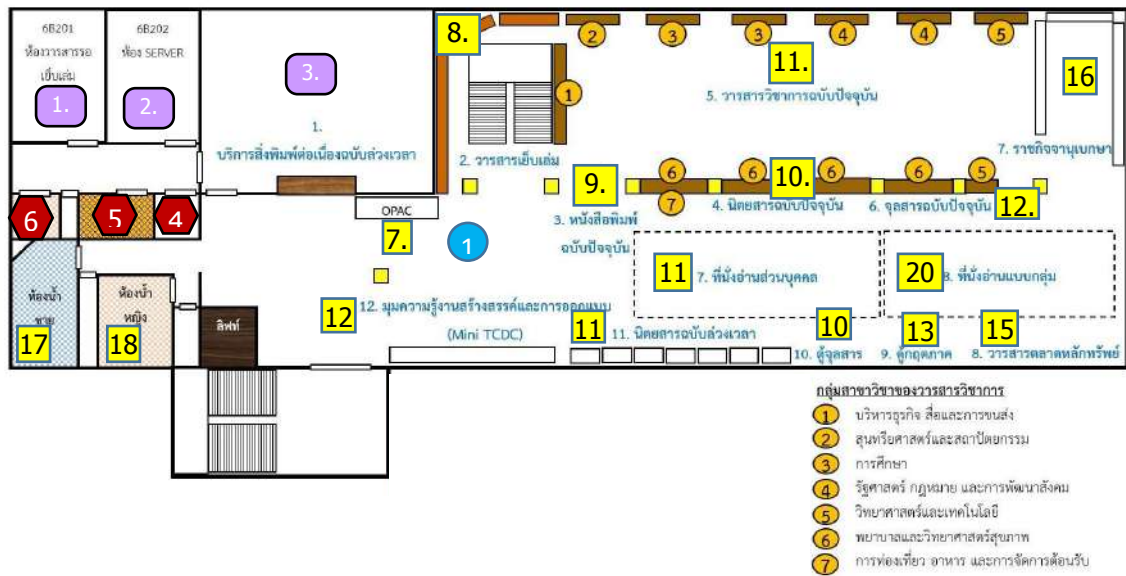 6B201
ห้องวารสารรอ
เย็บเล่ม
1.
6B202
ห้อง SERVER
2.
3.
1.
บริการสิ่งพิมพ์ต่อเนื่องฉบับล่วงเวลา
8.
1
2
3
3
4
4
5
11.
5. วารสารวิชาการฉบับปัจจุบัน
16
7. ราชกิจจานุเบกษา
2. วารสารเย็บเล่ม
9.
3. หนังสือพิมพ์
ฉบับปัจจุบัน
6
7
6
10.
6
6
5
4. นิตยสารฉบับปัจจุบัน
6. จุลสารฉบับปัจจุบัน
12.
6
5
4
OPAC
7.
1
11
7. ที่นั่งอ่านส่วนบุคคล
20
8. ที่นั่งอ่านแบบกลุ่ม
ห้องน้ำ
ชาย
17
ห้องน้ำ
หญิง
18
ลิฟท์
12
12. มุมความรู้งานสร้างสรรค์และการออกแบบ
(Mini TCDC)
11
11. นิตยสารฉบับล่วงเวลา
10
10. ตู้จุลสาร
13
9. ตู้กฤตภาค
15
8. วารสารตลาดหลักทรัพย์
กลุ่มสาขาวิชาของวารสารวิชาการ
1 บริหารธุรกิจ สื่อและการขนส่ง
2 สุนทรียศาสตร์และสถาปัตยกรรม
3 การศึกษา
4 รัฐศาสตร์ กฎหมาย และการพัฒนาสังคม
5 วิทยาศาสตร์และเทคโนโลยี
6 พยาบาลและวิทยาศาสตร์สุขภาพ
7 การท่องเที่ยว อาหาร และการจัดการต้อนรับ